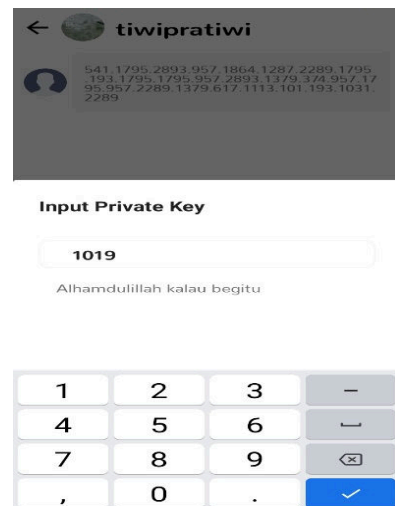 tiwipratiwi
541.1795.2893.957.1864.1287.2289.1795
.193.1795.1795.957.2893.1379.374.957.17
95.957.2289.1379.617.1113.101.193.1031.
2289
Input Private Key
1019
Alhamdulillah kalau begitu
1 2 3 –
4 5 6
7 8 9
, 0 .